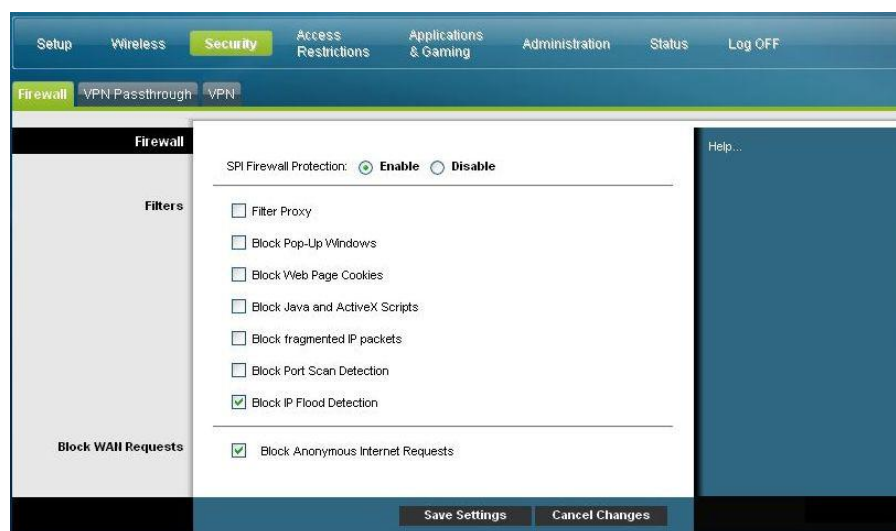 Setup Wireless Security Access Restrictions Applications & Gaming Administration Status Log OFF
Firewall VPN Passthrough VPN
Firewall
Help...
SPI Firewall Protection: Enable Disable
Filters
Filter Proxy
Block Pop-Up Windows
Block Web Page Cookies
Block Java and ActiveX Scripts
Block fragmented IP packets
Block Port Scan Detection
Block IP Flood Detection
Block WAN Requests
Block Anonymous Internet Requests
Save Settings Cancel Changes